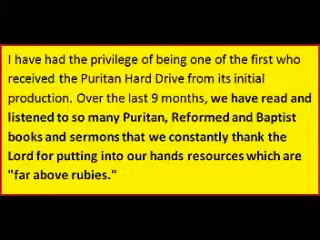 I have had the privilege of being one of the first who
received the Puritan Hard Drive from its initial
production. Over the last 9 months, we have read and
listened to so many Puritan, Reformed and Baptist
books and sermons that we constantly thank the
Lord for putting into our hands resources which are
"far above rubies."